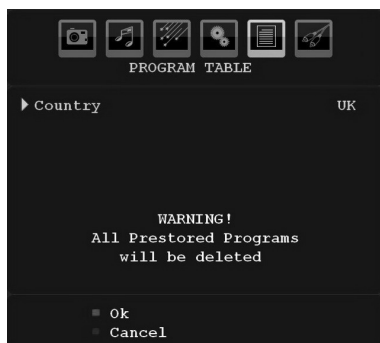 PROGRAM TABLE
Country UK
WARNING!
All Prestored Programs
will be deleted
Ok
Cancel